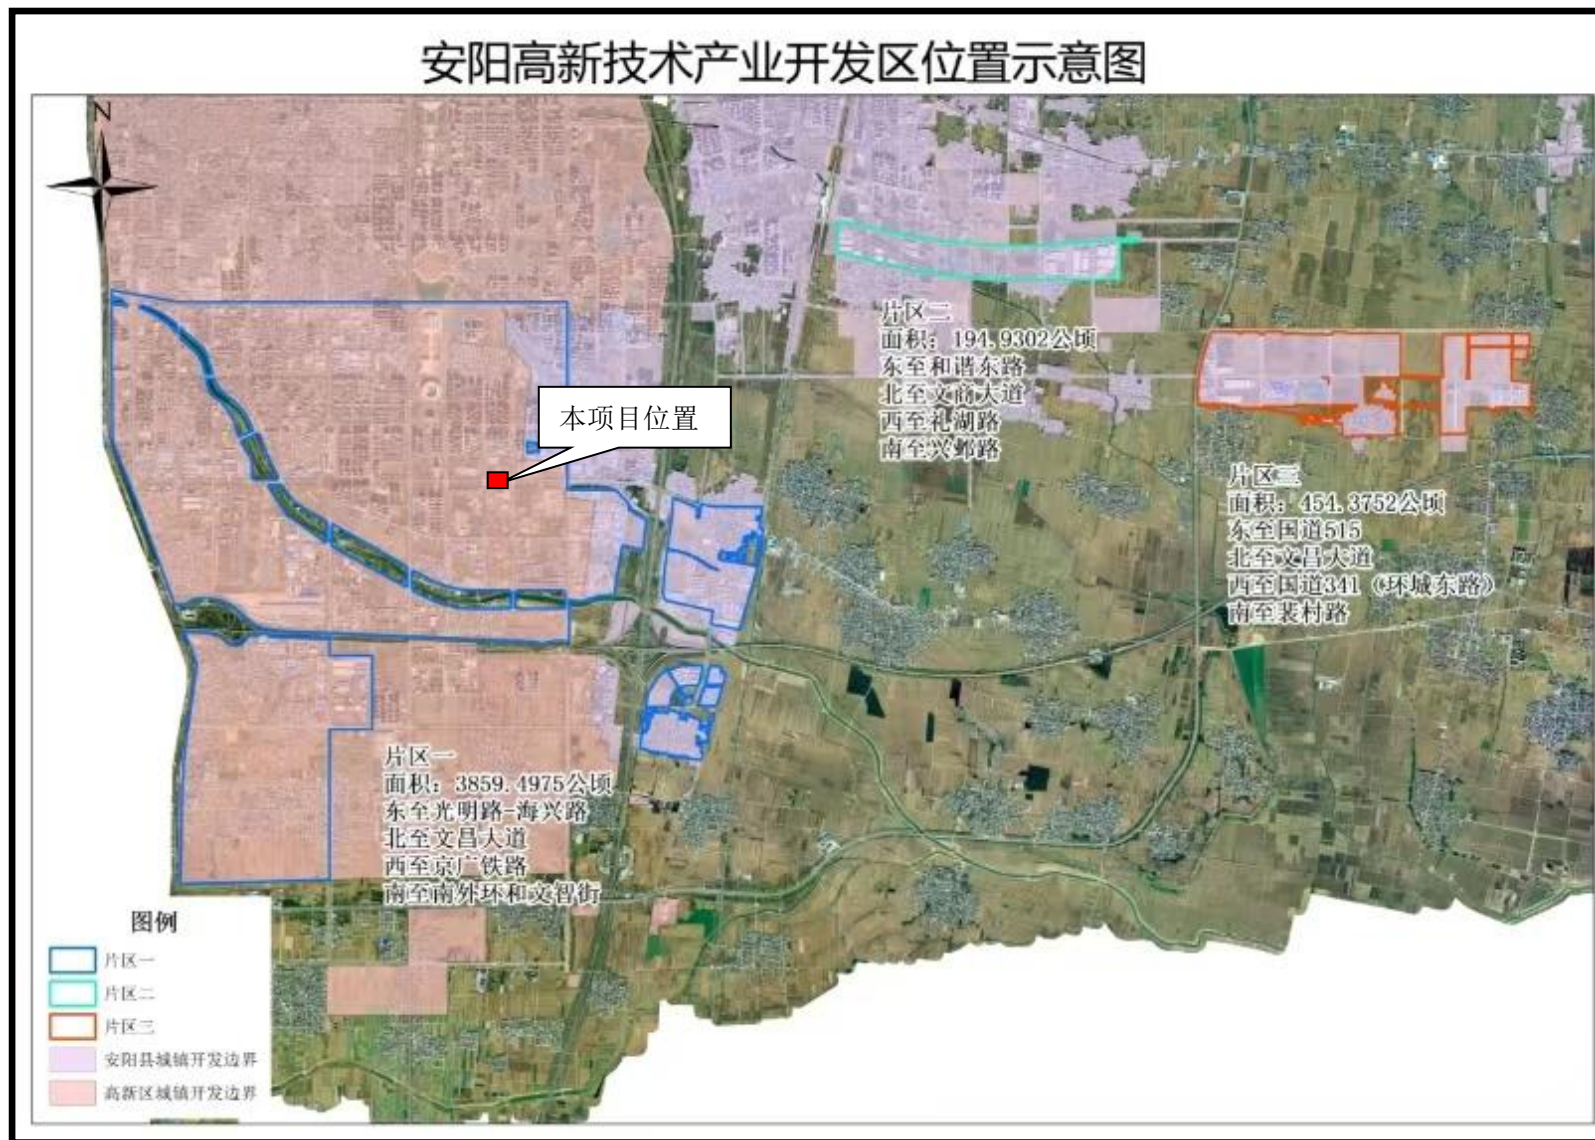 安阳高新技术产业开发区位置示意图
N
片区二
面积：194.9302公顷
东至和谐东路
北至文商大道
西至礼湖路
南至兴邺路
本项目位置
片区三
面积：454.3752公顷
东至国道515
北至文昌大道
西至国道341（环城东路）
南至裴村路
片区一
面积：3859.4975公顷
东至光明路-海兴路
北至文昌大道
西至京广铁路
南至南外环和文智街
图例
片区一
片区二
片区三
安阳县城镇开发边界
高新区城镇开发边界